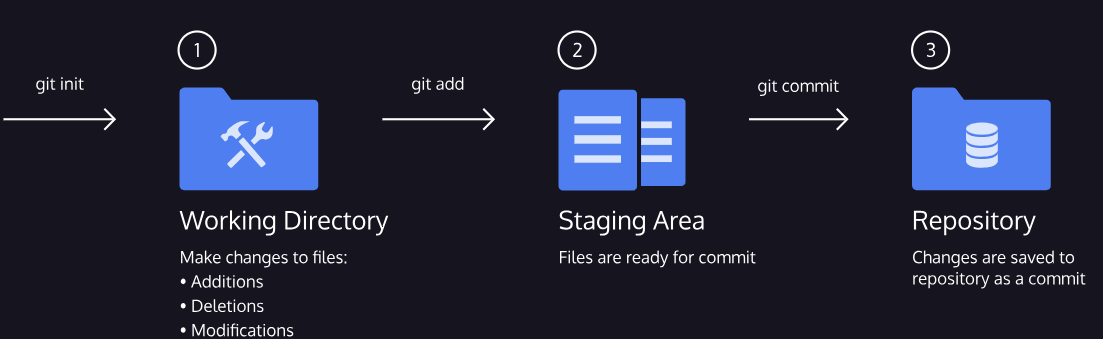 git init
1
Working Directory
Make changes to files:
• Additions
• Deletions
• Modifications
git add
2
Staging Area
Files are ready for commit
git commit
3
Repository
Changes are saved to
repository as a commit